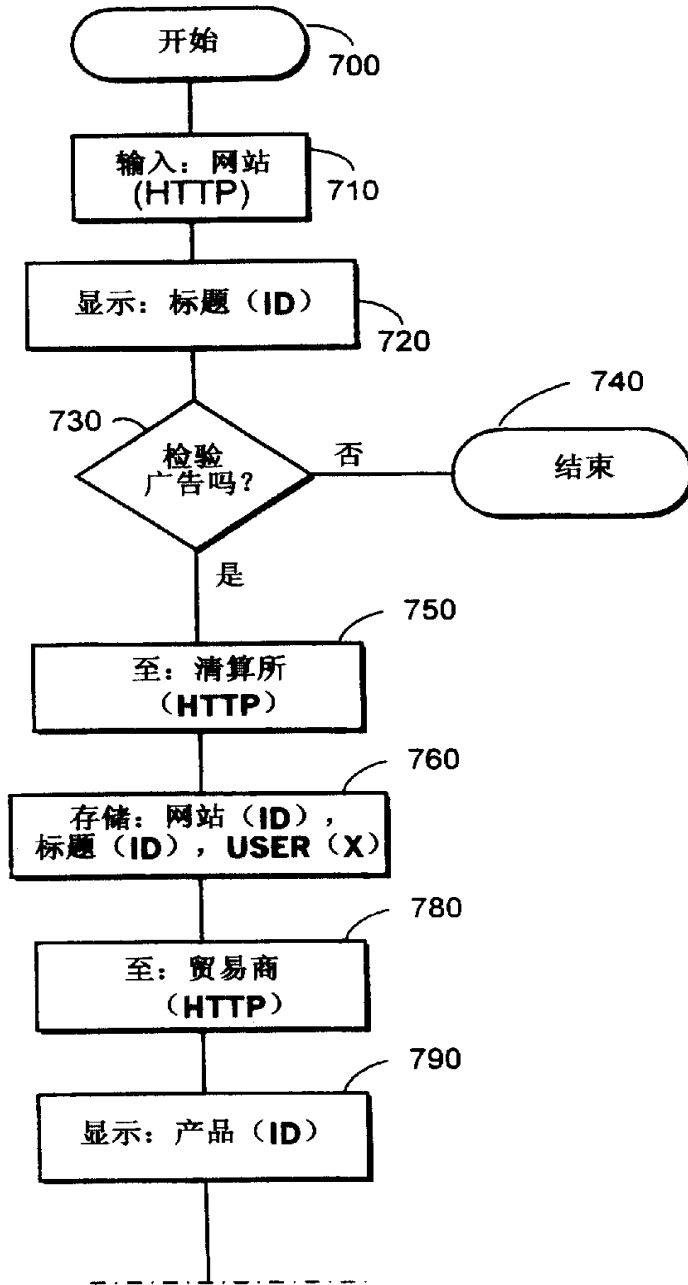 开始
700
输入：网站
(HTTP)
710
显示：标题（ID）
720
730
检验
广告吗？
否
740
结束
是
750
至：清算所
（HTTP）
760
存储：网站（ID），
标题（ID），USER（X）
780
至：贸易商
（HTTP）
790
显示：产品（ID）